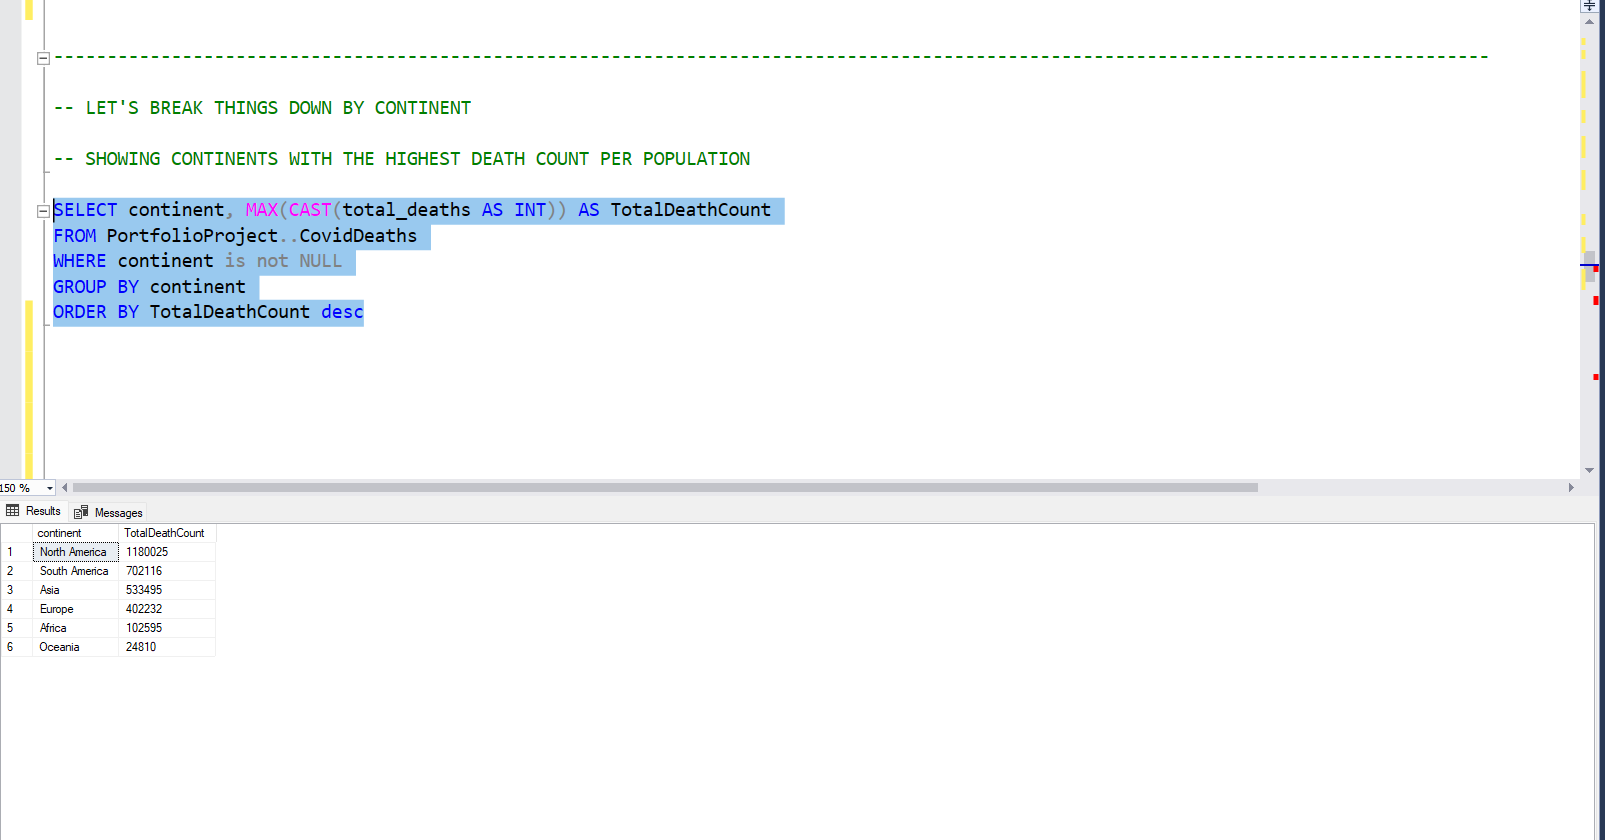 --------------------------------------------------------------------------------------------------------------------------------------
-- LET'S BREAK THINGS DOWN BY CONTINENT
-- SHOWING CONTINENTS WITH THE HIGHEST DEATH COUNT PER POPULATION
SELECT continent, MAX(CAST(total_deaths AS INT)) AS TotalDeathCount
FROM PortfolioProject..CovidDeaths
WHERE continent is not NULL
GROUP BY continent
ORDER BY TotalDeathCount desc
150 %
Results Messages
continent TotalDeathCount
1 North America 1180025
2 South America 702116
3 Asia 533495
4 Europe 402232
5 Africa 102595
6 Oceania 24810